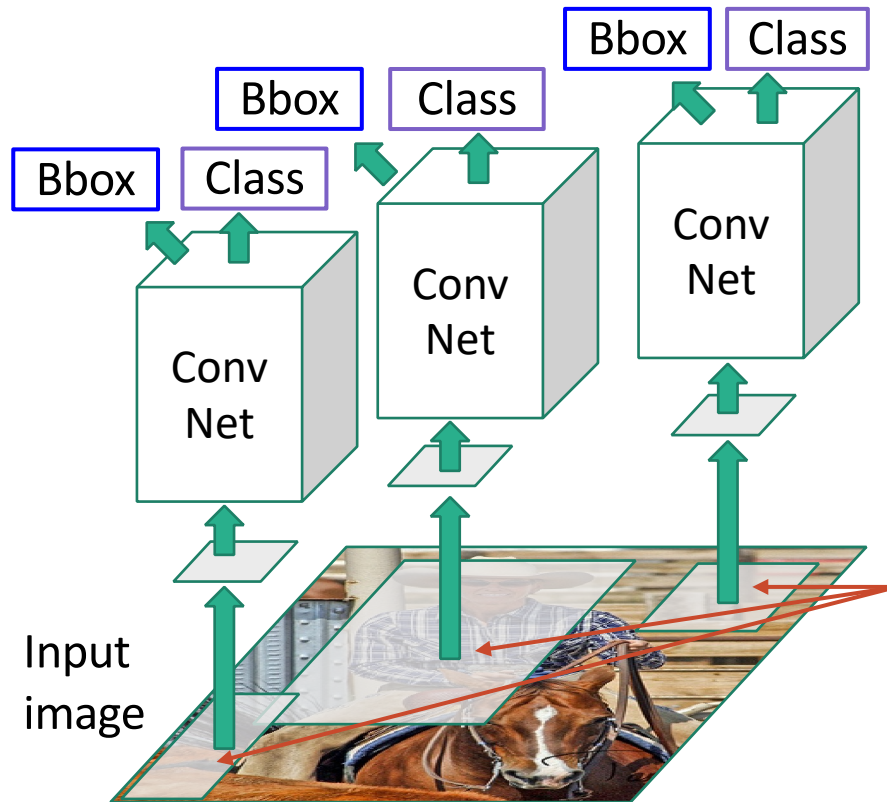 Bbox Class
Bbox Class
Bbox Class
Conv
Net
Conv
Net
Conv
Net
Input
image